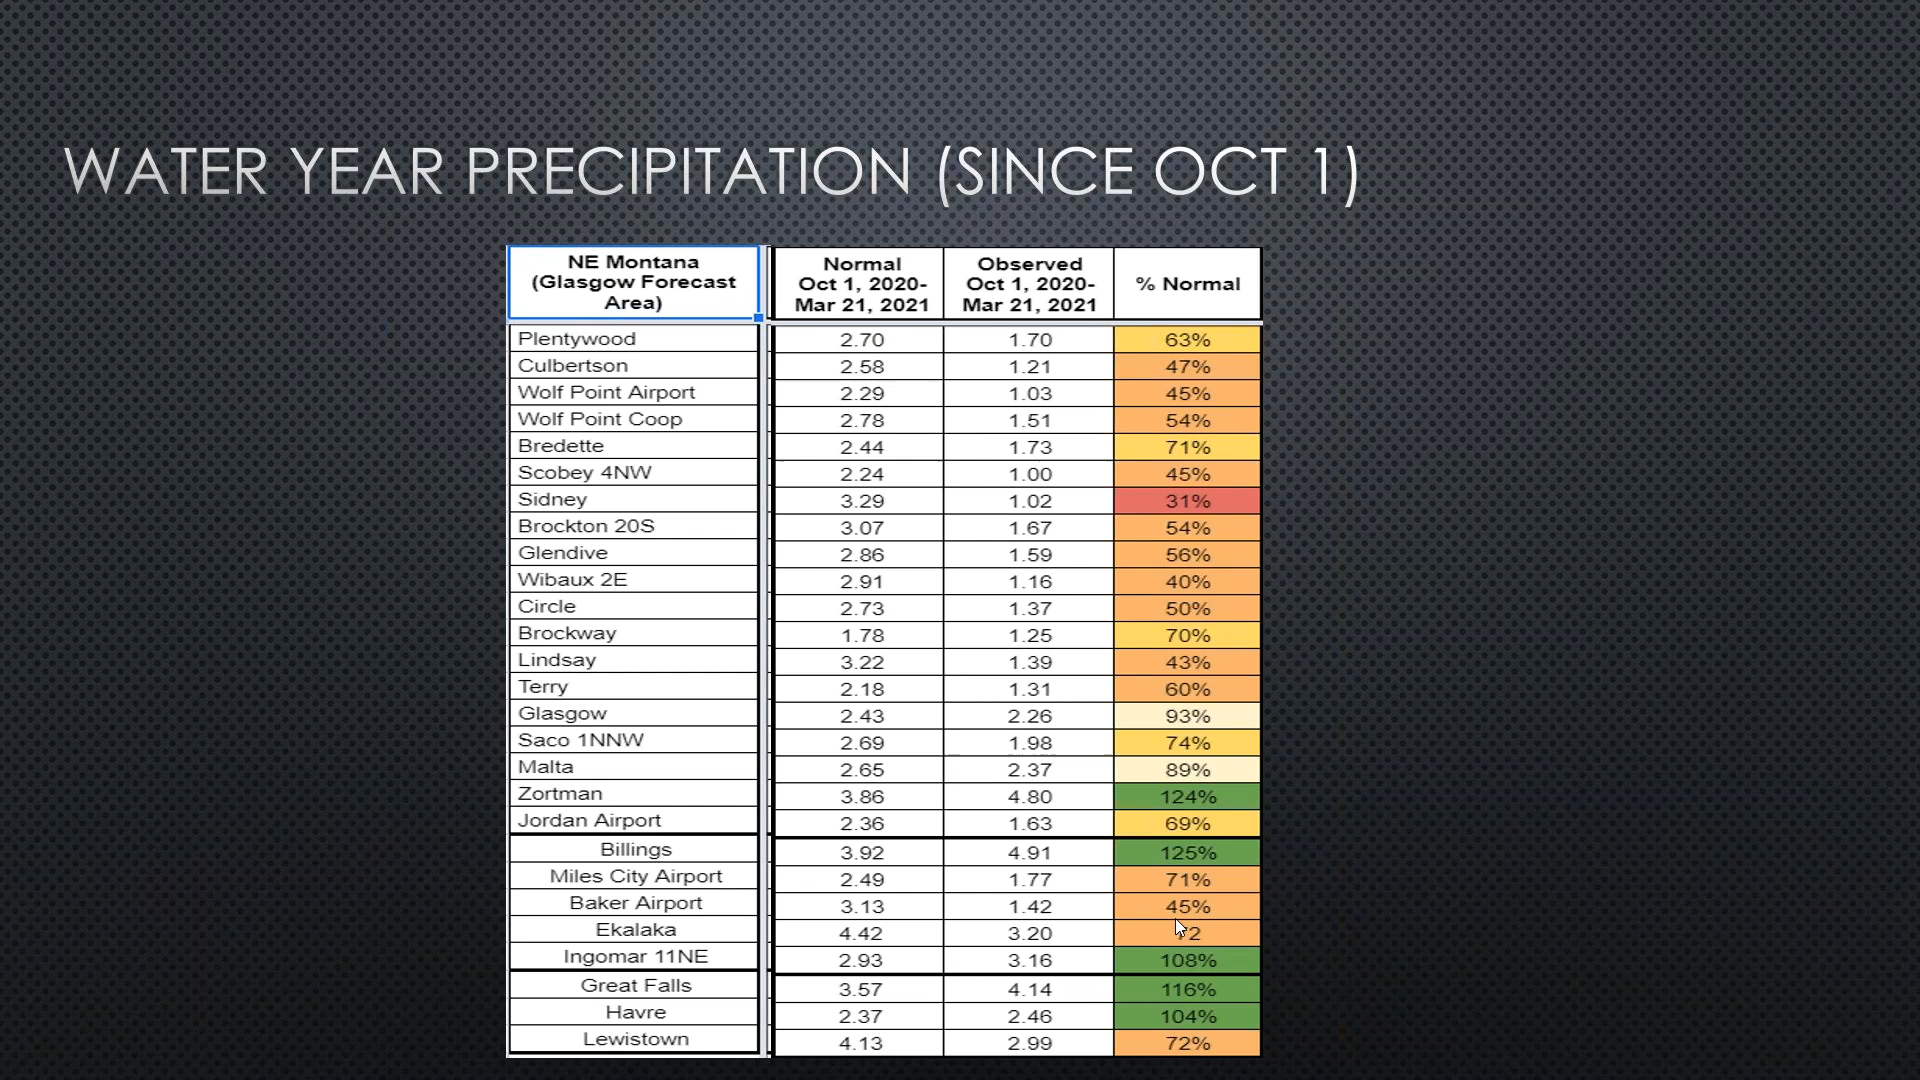 WATER YEAR PRECIPITATION (SINCE OCT 1)
NE Montana (Glasgow Forecast Area) Normal Oct 1, 2020- Mar 21, 2021 Observed Oct 1, 2020- Mar 21, 2021 % Normal
Plentywood 2.70 1.70 63%
Culbertson 2.58 1.21 47%
Wolf Point Airport 2.29 1.03 45%
Wolf Point Coop 2.78 1.51 54%
Bredette 2.44 1.73 71%
Scobey 4NW 2.24 1.00 45%
Sidney 3.29 1.02 31%
Brockton 20S 3.07 1.67 54%
Glendive 2.86 1.59 56%
Wibaux 2E 2.91 1.16 40%
Circle 2.73 1.37 50%
Brockway 1.78 1.25 70%
Lindsay 3.22 1.39 43%
Terry 2.18 1.31 60%
Glasgow 2.43 2.26 93%
Saco 1NNW 2.69 1.98 74%
Malta 2.65 2.37 89%
Zortman 3.86 4.80 124%
Jordan Airport 2.36 1.63 69%
Billings 3.92 4.91 125%
Miles City Airport 2.49 1.77 71%
Baker Airport 3.13 1.42 45%
Ekalaka 4.42 3.20 72
Ingomar 11NE 2.93 3.16 108%
Great Falls 3.57 4.14 116%
Havre 2.37 2.46 104%
Lewistown 4.13 2.99 72%